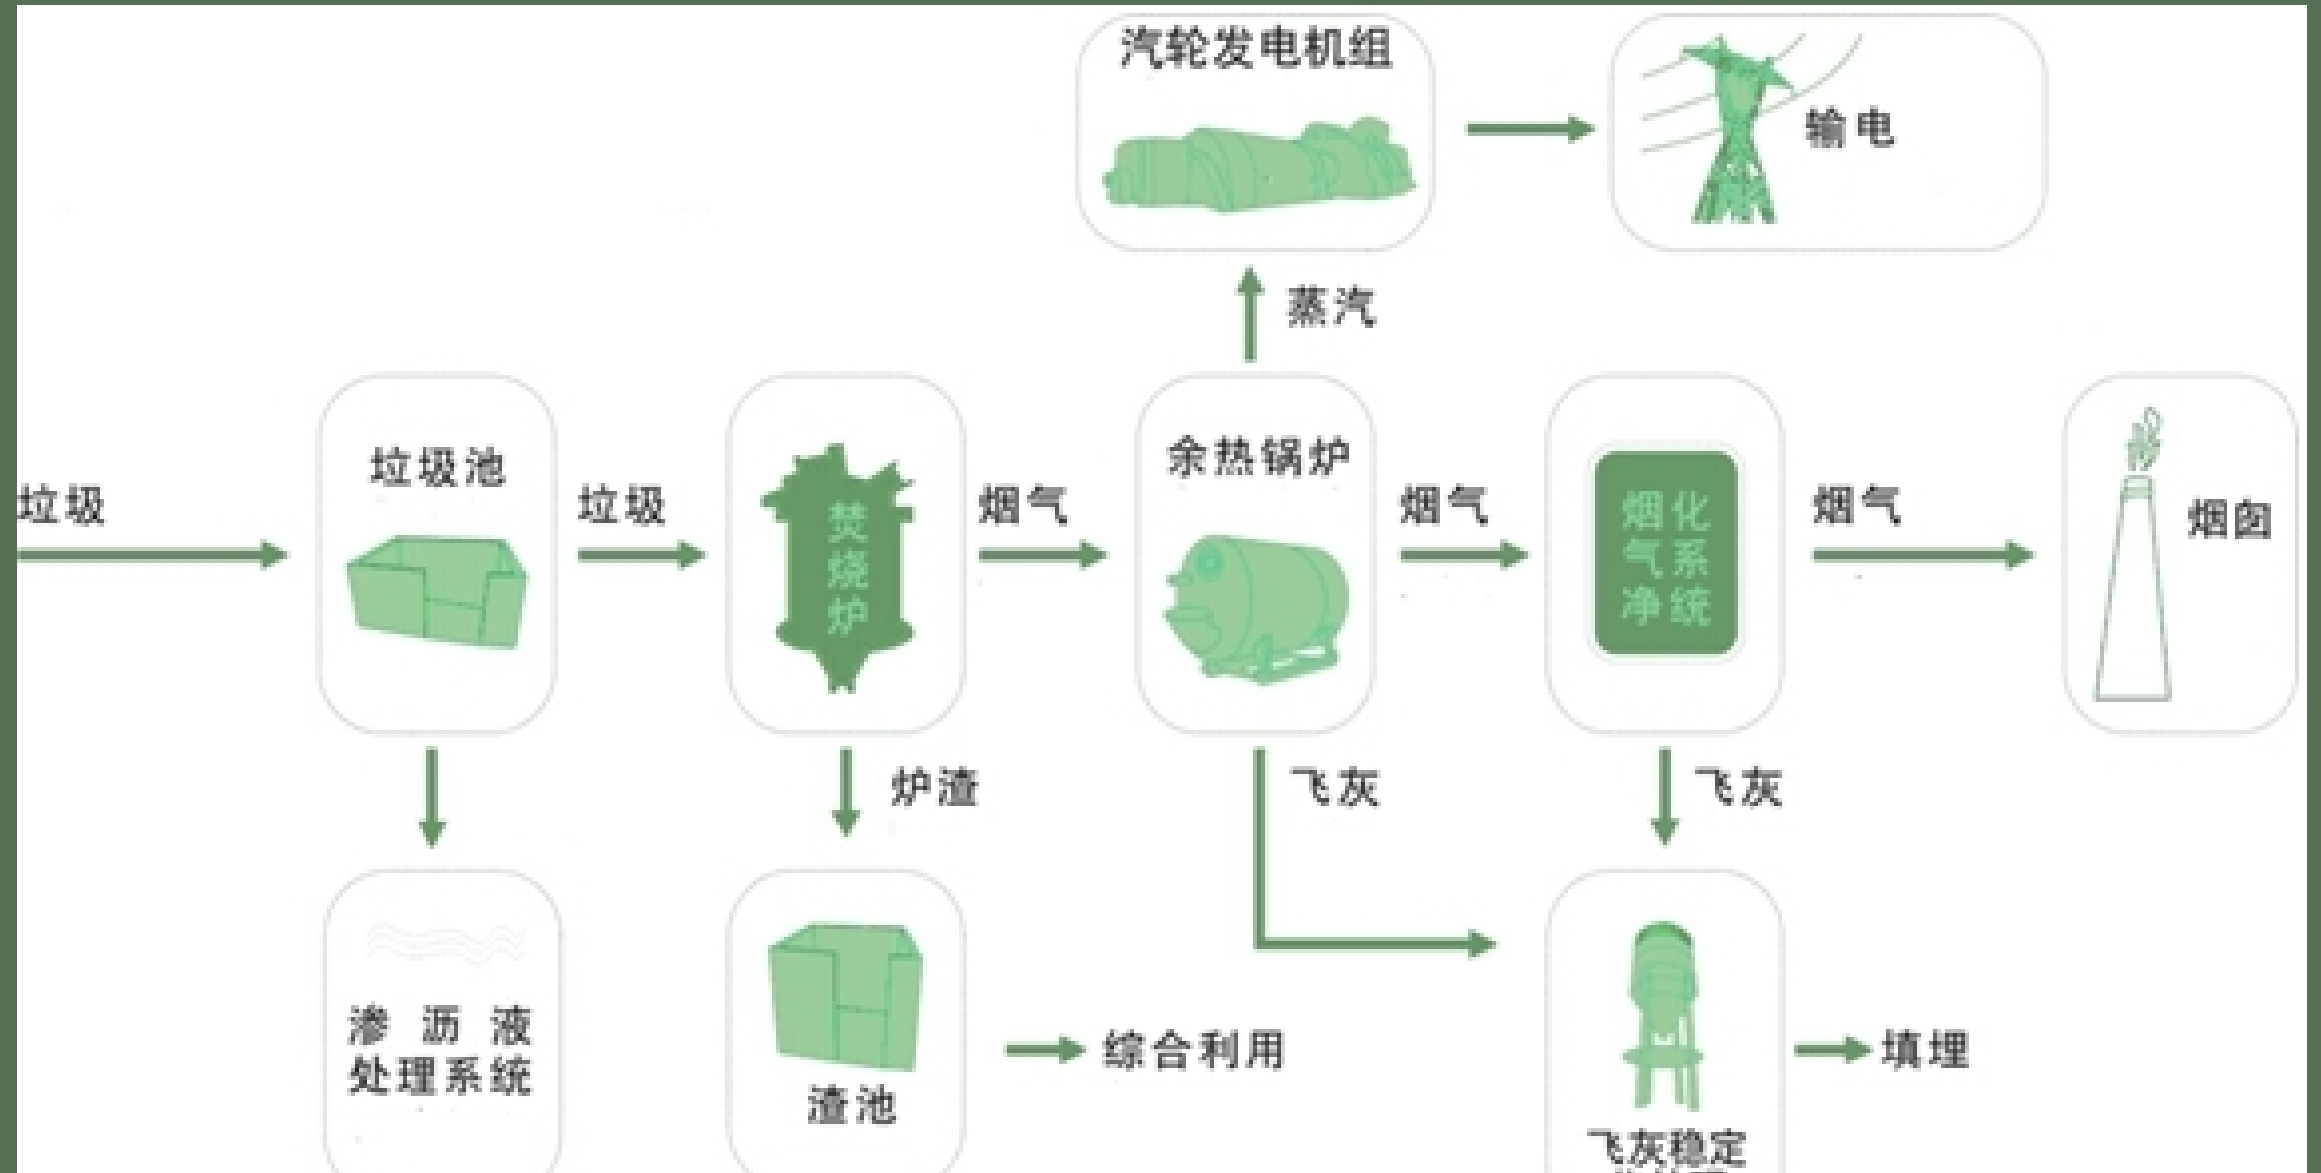 汽轮发电机组
输电
蒸汽
垃圾
垃圾池
垃圾
焚
烧
炉
烟气
余热锅炉
烟气
烟化
气系
净统
烟气
烟囱
炉渣
飞灰
飞灰
渗沥液
处理系统
渣池
综合利用
飞灰稳定
填埋